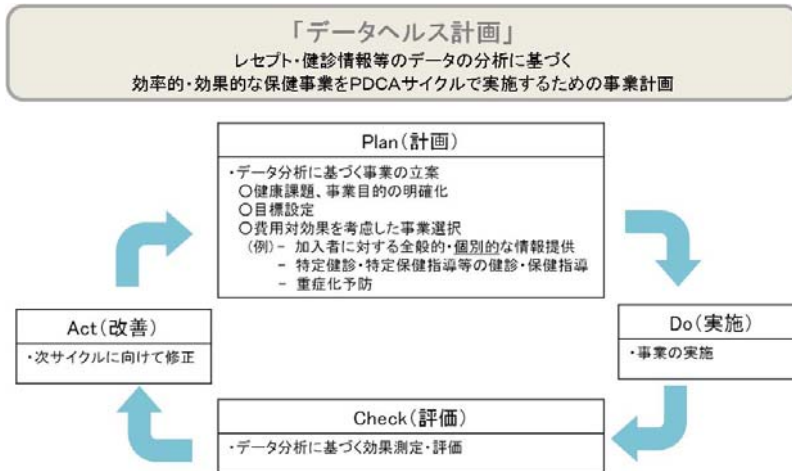 「データヘルス計画」
レセプト・健診情報等のデータの分析に基づく
効率的・効果的な保健事業をPDCAサイクルで実施するための事業計画
Plan(計画)
・データ分析に基づく事業の立案
○健康課題、事業目的の明確化
○目標設定
○費用対効果を考慮した事業選択
(例)− 加入者に対する全般的・個別的な情報提供
− 特定健診・特定保健指導等の健診・保健指導
− 重症化予防
Act(改善)
・次サイクルに向けて修正
Do(実施)
・事業の実施
Check(評価)
・データ分析に基づく効果測定・評価